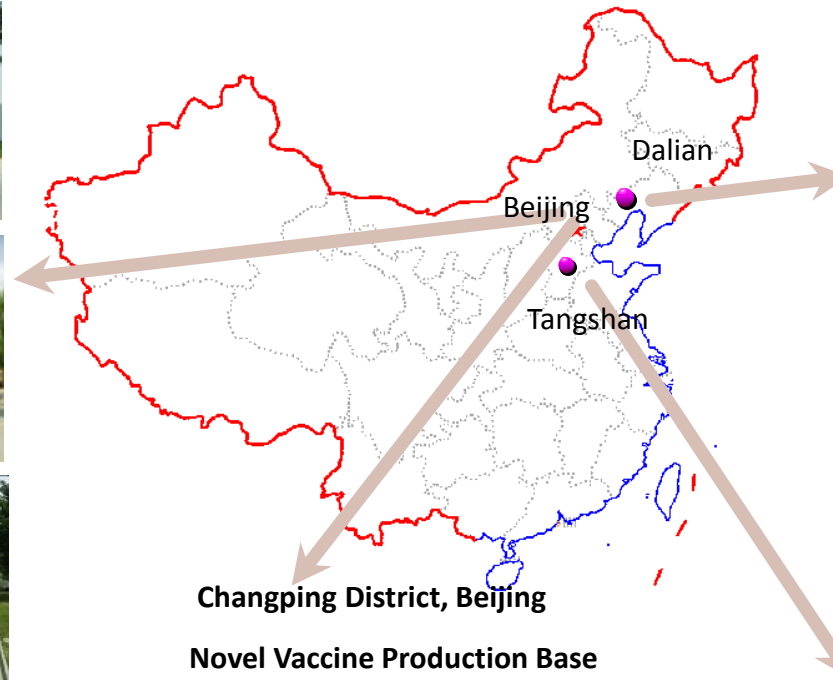 Dalian
Beijing
Tangshan
Changping District, Beijing
Novel Vaccine Production Base